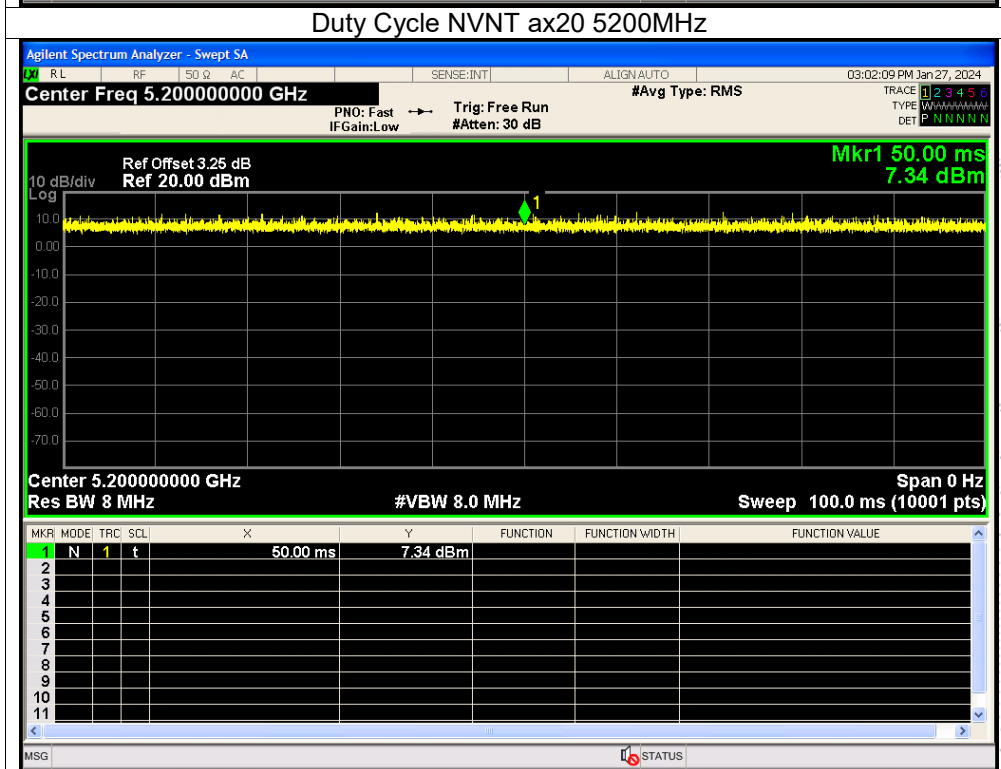 Duty Cycle NVNT ax20 5200MHz
Agilent Spectrum Analyzer - Swept SA
LXI RL RF 50 Ω AC SENSE:INT ALIGN AUTO 03:02:09 PM Jan 27, 2024
Center Freq 5.200000000 GHz #Avg Type: RMS TRACE 1 2 3 4 5 6
PNO: Fast Trig: Free Run TYPE WWWWWW
IFGain:Low #Atten: 30 dB DET P N N N N N
Mkr1 50.00 ms
7.34 dBm
Ref Offset 3.25 dB
10 dB/div Ref 20.00 dBm
Log
1
10.0
0.00
-10.0
-20.0
-30.0
-40.0
-50.0
-60.0
-70.0
Center 5.200000000 GHz Span 0 Hz
Res BW 8 MHz #VBW 8.0 MHz Sweep 100.0 ms (10001 pts)
MKR MODE TRC SCL X Y FUNCTION FUNCTION WIDTH FUNCTION VALUE
1 N 1 t 50.00 ms 7.34 dBm
2
3
4
5
6
7
8
9
10
11
MSG STATUS